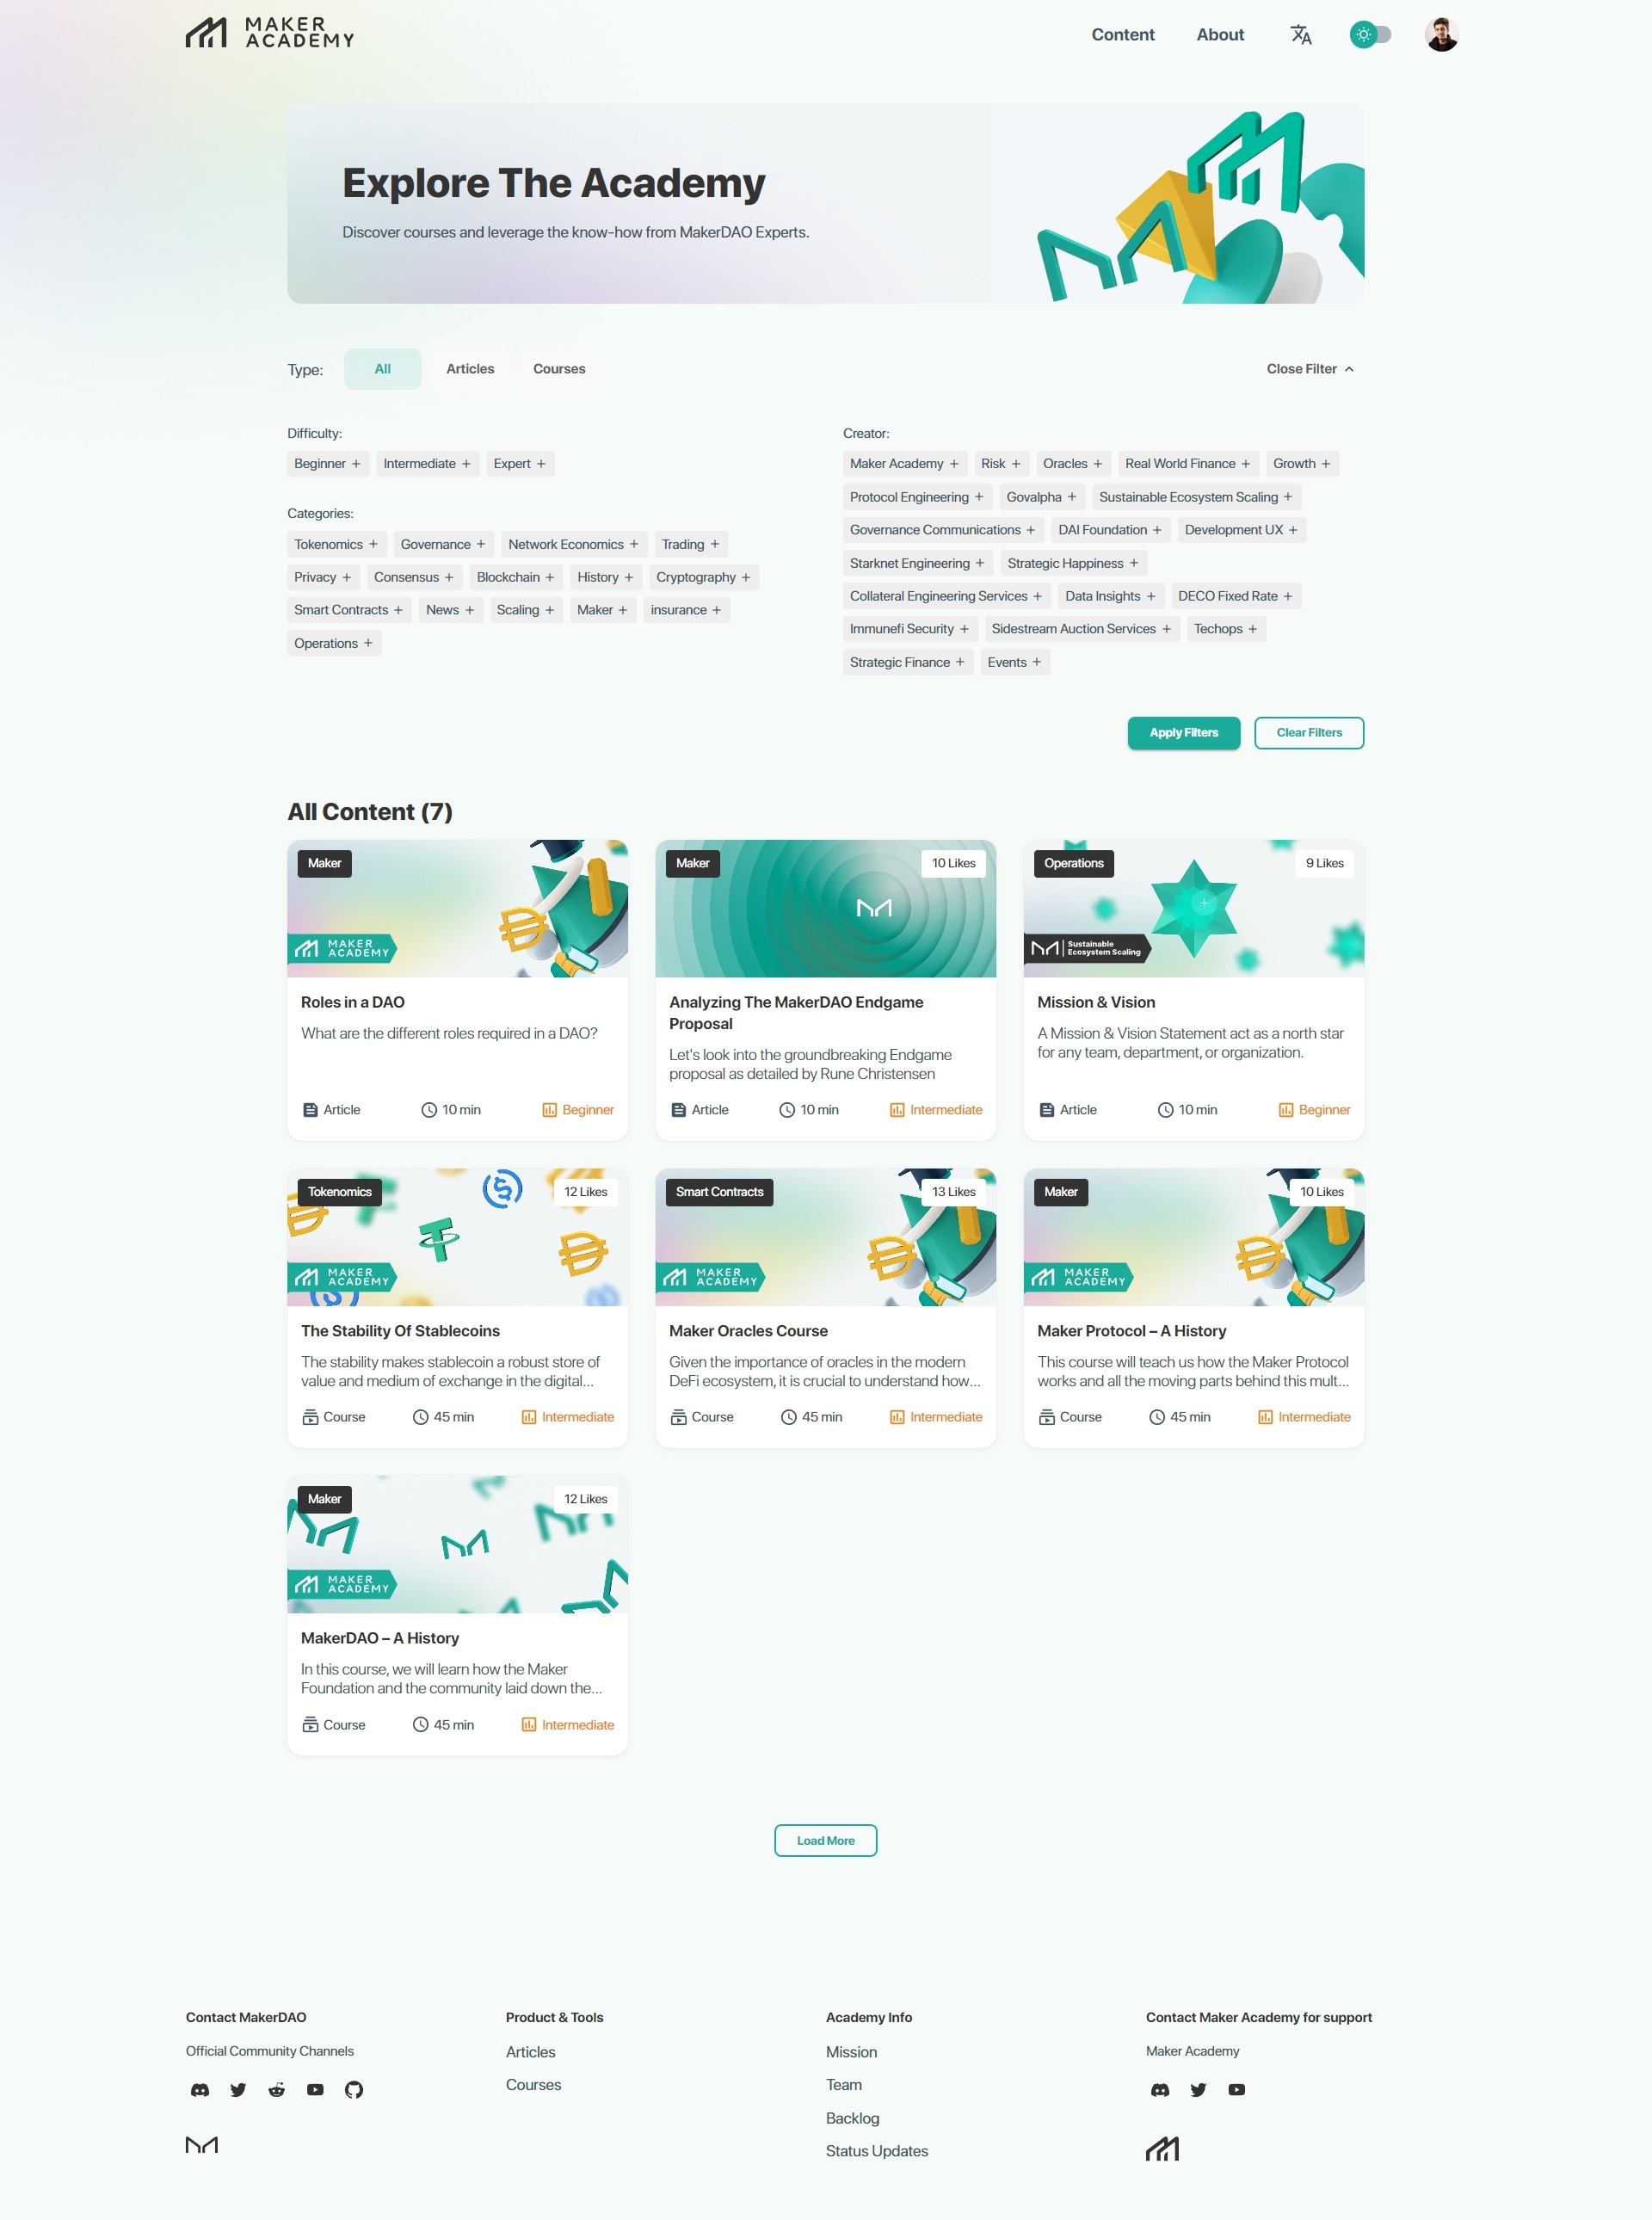 MAKER
ACADEMY
Content
About
Explore The Academy
Discover courses and leverage the know-how from MakerDAO Experts.
Type:
All
Articles
Courses
Close Filter
Difficulty:
Beginner +
Intermediate +
Expert +
Categories:
Tokenomics +
Governance +
Network Economics +
Trading +
Privacy +
Consensus +
Blockchain +
History +
Cryptography +
Smart Contracts +
News +
Scaling +
Maker +
insurance +
Operations +
Creator:
Maker Academy +
Risk +
Oracles +
Real World Finance +
Growth +
Protocol Engineering +
Govalpha +
Sustainable Ecosystem Scaling +
Governance Communications +
DAI Foundation +
Development UX +
Starknet Engineering +
Strategic Happiness +
Collateral Engineering Services +
Data Insights +
DECO Fixed Rate +
Immunefi Security +
Sidestream Auction Services +
Techops +
Strategic Finance +
Events +
Apply Filters
Clear Filters
All Content (7)
Maker
MAKER
ACADEMY
Roles in a DAO
What are the different roles required in a DAO?
Article
10 min
Beginner
Maker
10 Likes
Analyzing The MakerDAO Endgame
Proposal
Let's look into the groundbreaking Endgame
proposal as detailed by Rune Christensen
Article
10 min
Intermediate
Operations
9 Likes
Sustainable
Ecosystem Scaling
Mission & Vision
A Mission & Vision Statement act as a north star
for any team, department, or organization.
Article
10 min
Beginner
Tokenomics
12 Likes
MAKER
ACADEMY
The Stability Of Stablecoins
The stability makes stablecoin a robust store of
value and medium of exchange in the digital...
Course
45 min
Intermediate
Smart Contracts
13 Likes
MAKER
ACADEMY
Maker Oracles Course
Given the importance of oracles in the modern
DeFi ecosystem, it is crucial to understand how...
Course
45 min
Intermediate
Maker
10 Likes
MAKER
ACADEMY
Maker Protocol – A History
This course will teach us how the Maker Protocol
works and all the moving parts behind this mult...
Course
45 min
Intermediate
Maker
12 Likes
MAKER
ACADEMY
MakerDAO – A History
In this course, we will learn how the Maker
Foundation and the community laid down the...
Course
45 min
Intermediate
Load More
Contact MakerDAO
Official Community Channels
Product & Tools
Articles
Courses
Academy Info
Mission
Team
Backlog
Status Updates
Contact Maker Academy for support
Maker Academy